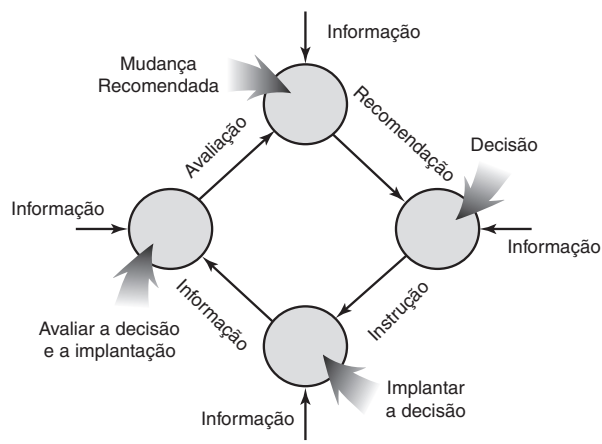 Informação
Mudança
Recomendada
Avaliação
Recomendação
Decisão
Informação
Informação
Informação
Instrução
Avaliar a decisão
e a implantação
Implantar
a decisão
Informação